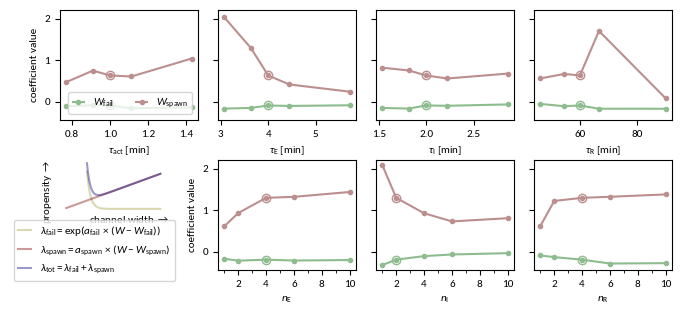 2
1
0
coefficient value
W_fail W_spawn
0.8 1.0 1.2 1.4
τ_act [min]
3 4 5
τ_E [min]
1.5 2.0 2.5
τ_I [min]
60 80
τ_R [min]
propensity →
channel width →
λ_fail = exp(a_fail × (W − W_fail))
λ_spawn = a_spawn × (W − W_spawn)
λ_tot = λ_fail + λ_spawn
2
1
0
coefficient value
2 4 6 8 10
n_E
2 4 6 8 10
n_I
2 4 6 8 10
n_R